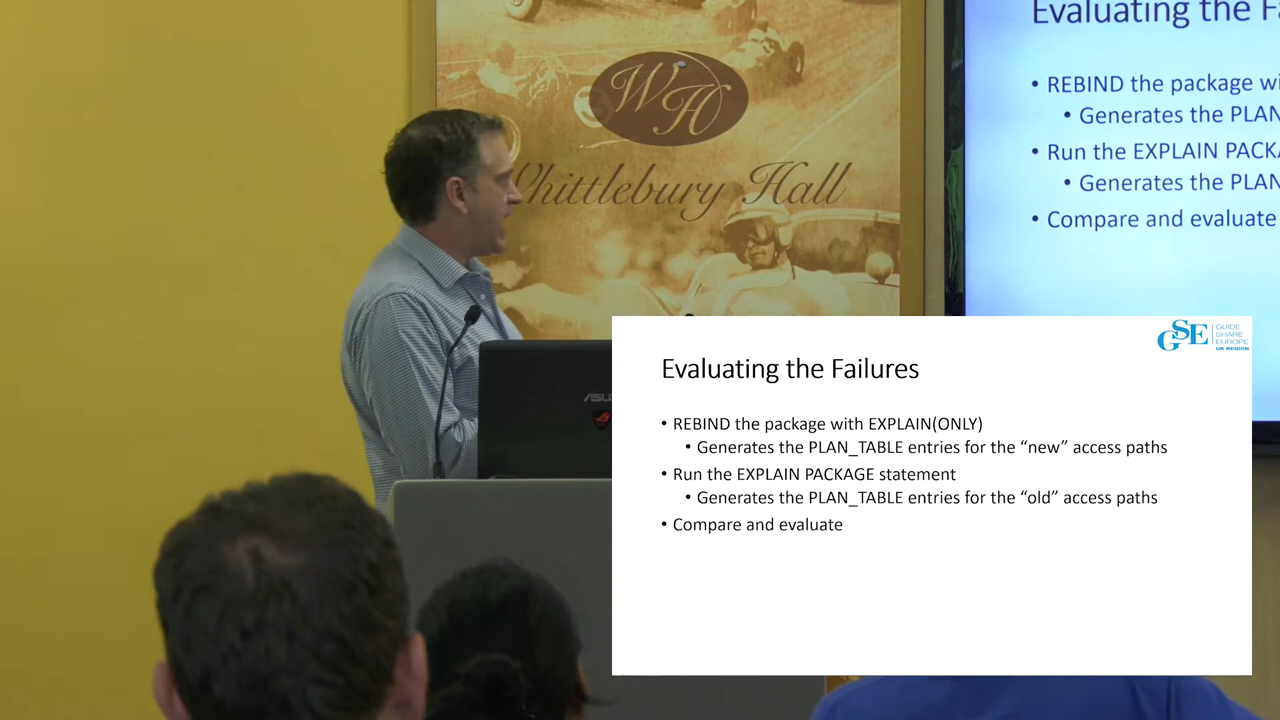 WH
Whittlebury Hall
Evaluating the Fa
• REBIND the package wi
• Generates the PLAN
• Run the EXPLAIN PACKA
• Generates the PLAN
• Compare and evaluate
ASUS
GSE
GUIDE
SHARE
EUROPE
UK REGION
Evaluating the Failures
• REBIND the package with EXPLAIN(ONLY)
• Generates the PLAN_TABLE entries for the “new” access paths
• Run the EXPLAIN PACKAGE statement
• Generates the PLAN_TABLE entries for the “old” access paths
• Compare and evaluate